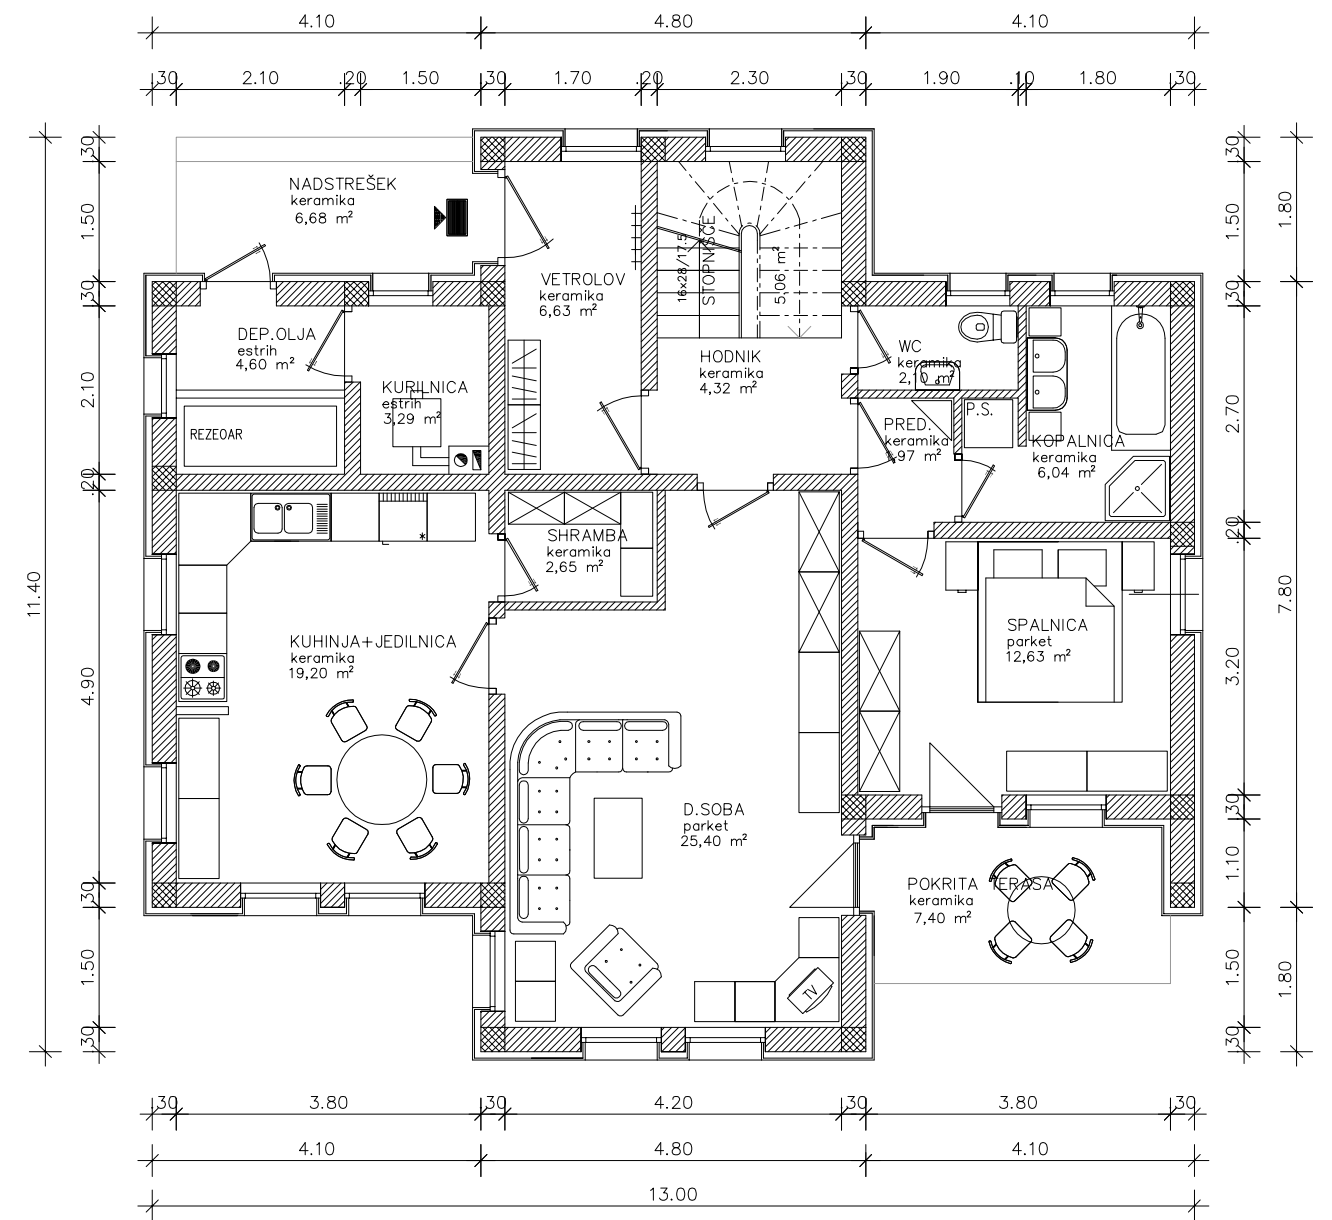 4.10 4.80 4.10
.30 2.10 .20 1.50 .30 1.70 .20 2.30 .30 1.90 .10 1.80 .30
NADSTREŠEK
keramika
6,68 m²
VETROLOV
keramika
6,63 m²
16x28/17.5
STOPNIŠČE
5,06 m²
HODNIK
keramika
4,32 m²
DEP.OLJA
estrih
4,60 m²
REZEOAR
KURILNICA
estrih
3,29 m²
WC
keramika
m²
PRED.
keramika
P.S.
KOPALNICA
keramika
6,04 m²
SHRAMBA
keramika
2,65 m²
KUHINJA+JEDILNICA
keramika
19,20 m²
SPALNICA
parket
12,63 m²
D.SOBA
parket
25,40 m²
POKRITA TERASA
keramika
7,40 m²
TV
11.40
.30
1.50
.30
2.10
.20
4.90
.30
1.50
.30
.30
1.50
.30
2.70
.20
3.20
.30
1.10
1.50
.30
1.80
7.80
1.80
.30 3.80 .30 4.20 .30 3.80 .30
4.10 4.80 4.10
13.00